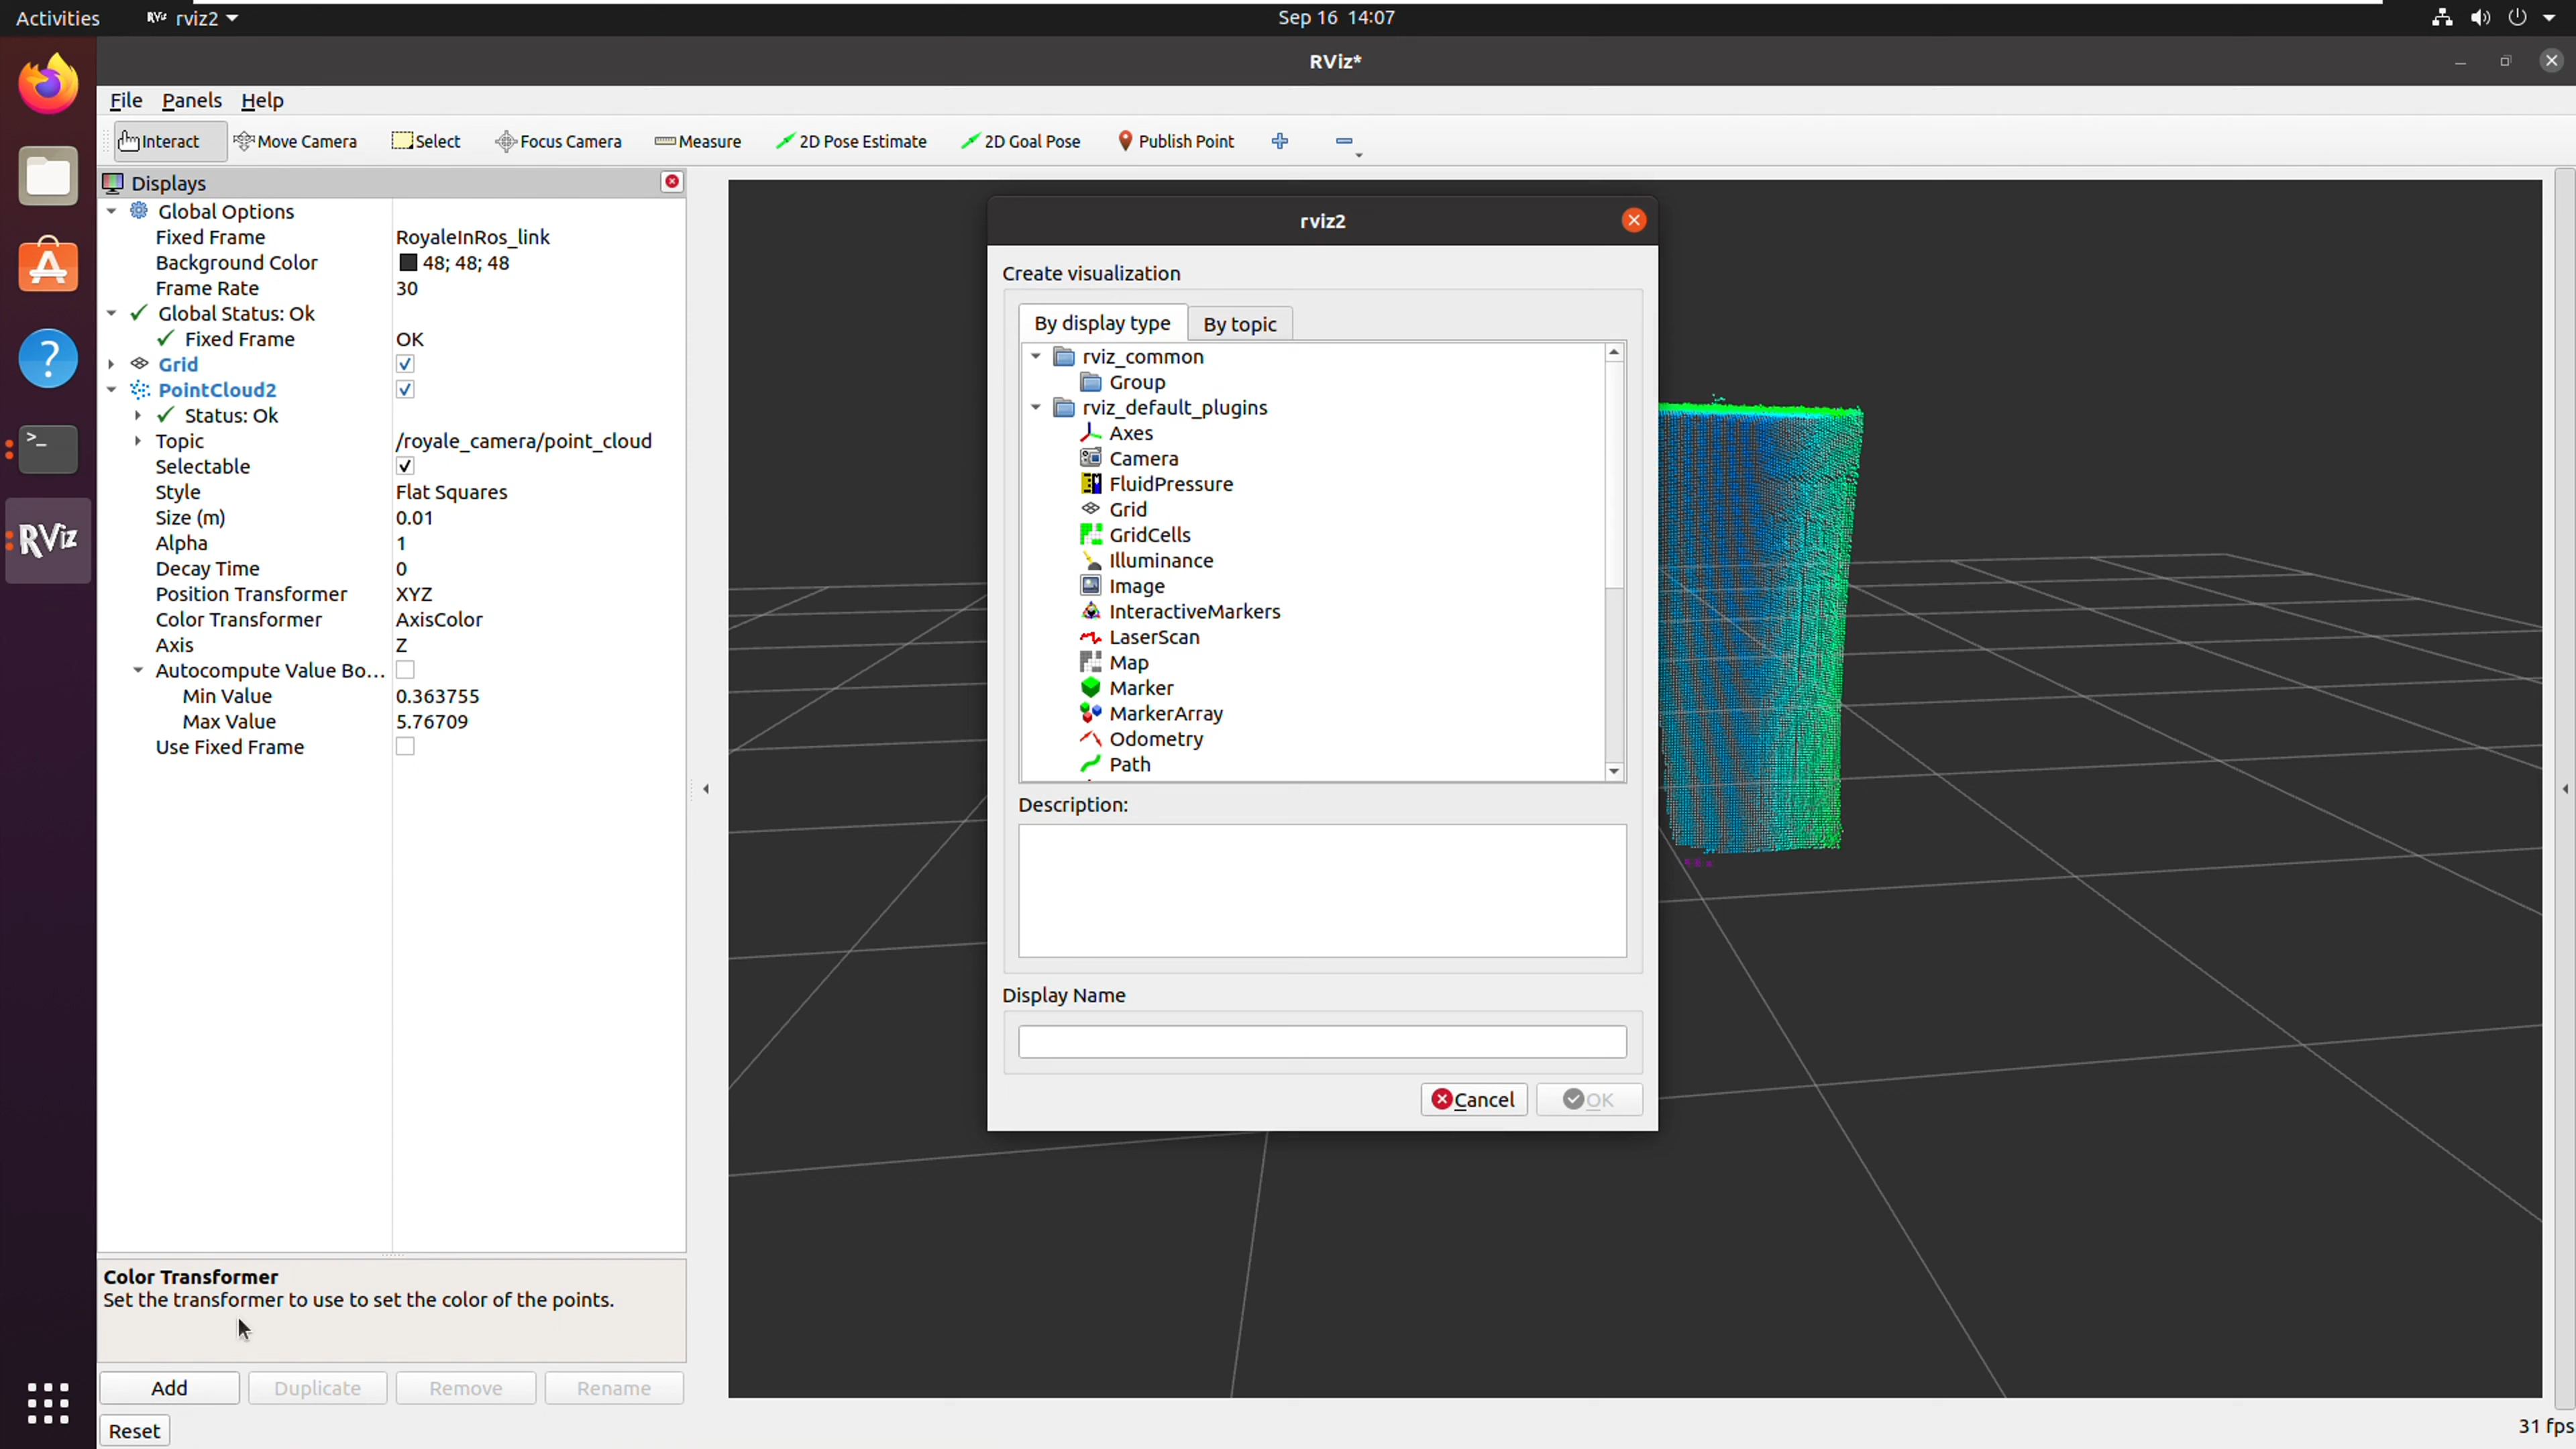 Activities
RViz rviz2
Sep 16 14:07
RViz*
File Panels Help
Interact Move Camera Select Focus Camera Measure 2D Pose Estimate 2D Goal Pose Publish Point
Displays
Global Options
Fixed Frame RoyaleInRos_link
Background Color 48; 48; 48
Frame Rate 30
Global Status: Ok
Fixed Frame OK
Grid
PointCloud2
Status: Ok
Topic /royale_camera/point_cloud
Selectable
Style Flat Squares
Size (m) 0.01
Alpha 1
Decay Time 0
Position Transformer XYZ
Color Transformer AxisColor
Axis Z
Autocompute Value Bo...
Min Value 0.363755
Max Value 5.76709
Use Fixed Frame
RViz
Color Transformer
Set the transformer to use to set the color of the points.
Add Duplicate Remove Rename
Reset
rviz2
Create visualization
By display type By topic
rviz_common
Group
rviz_default_plugins
Axes
Camera
FluidPressure
Grid
GridCells
Illuminance
Image
InteractiveMarkers
LaserScan
Map
Marker
MarkerArray
Odometry
Path
Description:
Display Name
Cancel OK
31 fps